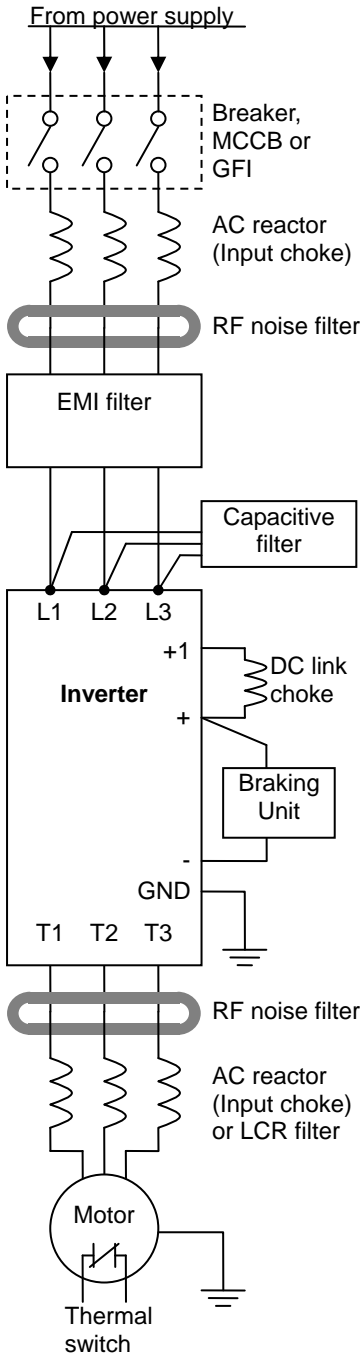 From power supply
Breaker,
MCCB or
GFI
AC reactor
(Input choke)
RF noise filter
EMI filter
Capacitive
filter
L1 L2 L3
+1
DC link
choke
Inverter
+
Braking
Unit
-
GND
T1 T2 T3
RF noise filter
AC reactor
(Input choke)
or LCR filter
Motor
Thermal
switch